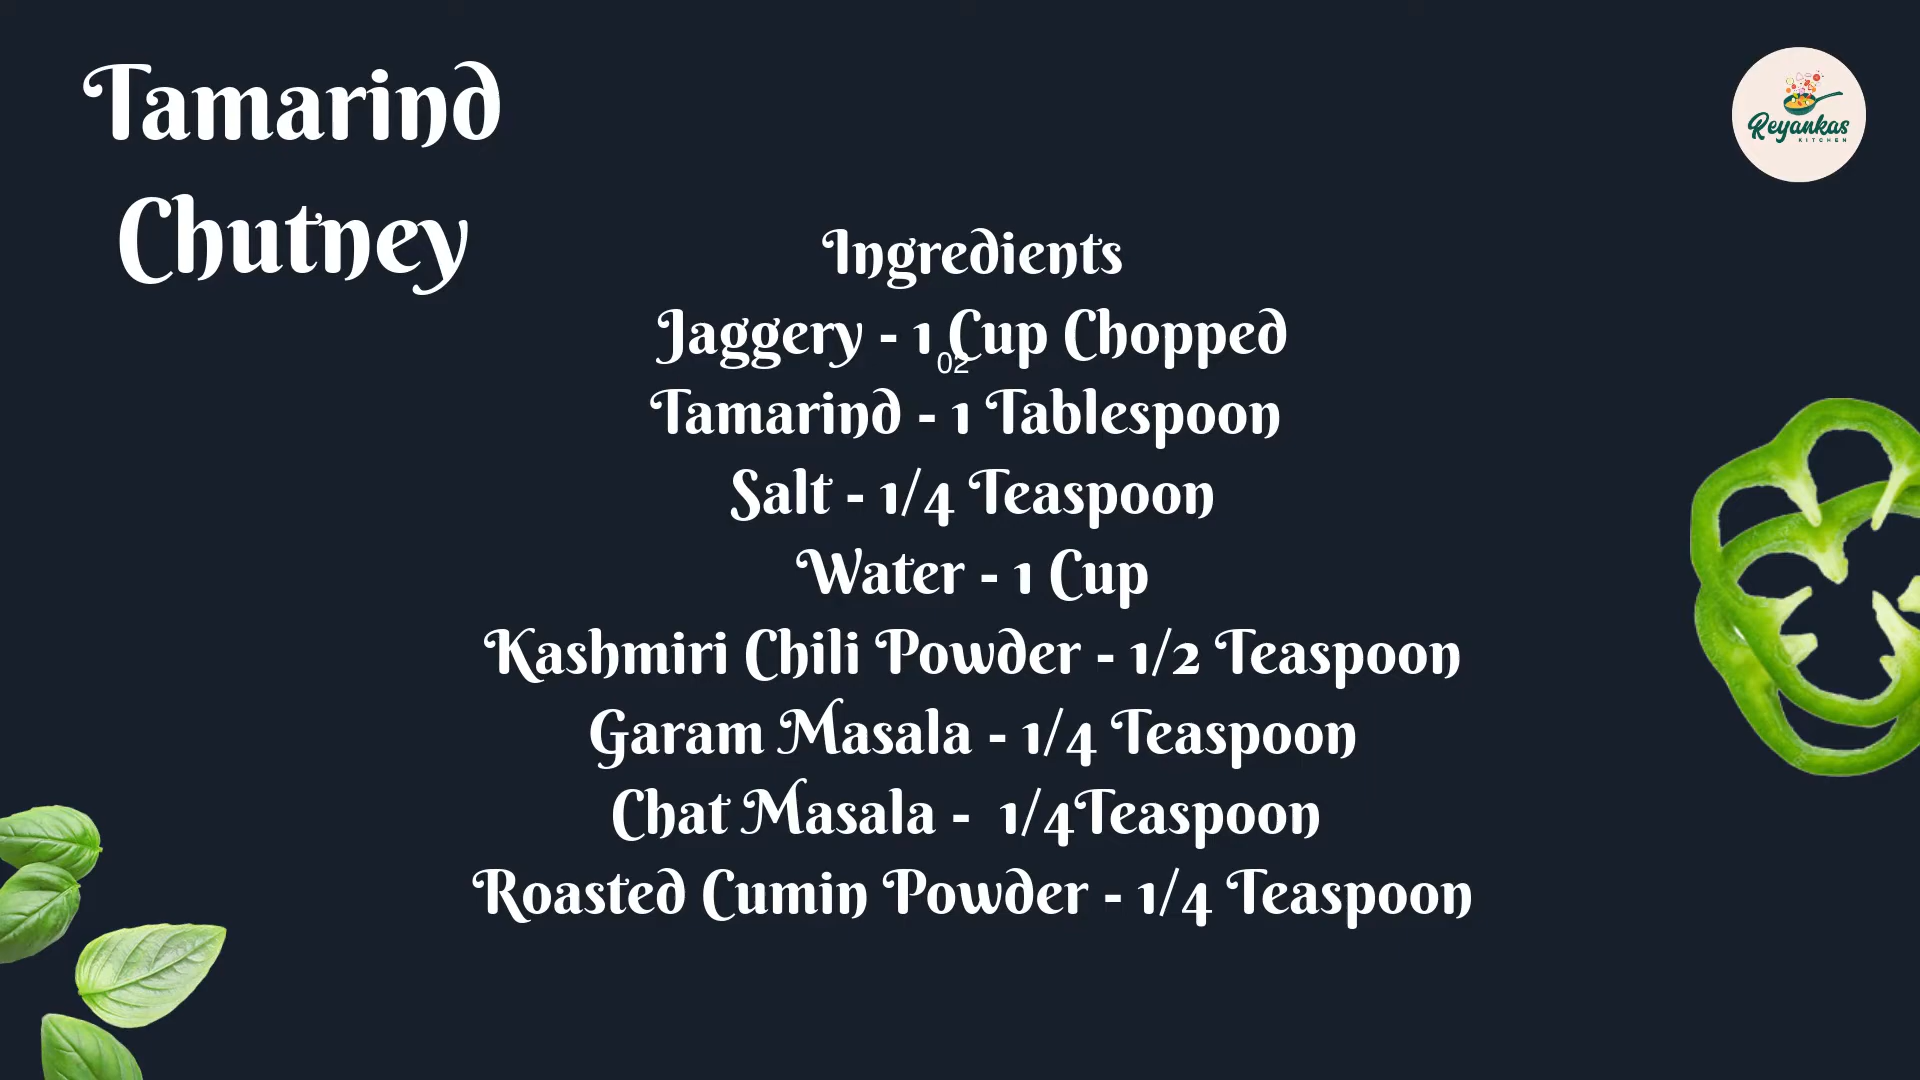 Tamarind
Chutney
Reyankas
KITCHEN
Ingredients
Jaggery - 1 Cup Chopped
02
Tamarind - 1 Tablespoon
Salt - 1/4 Teaspoon
Water - 1 Cup
Kashmiri Chili Powder - 1/2 Teaspoon
Garam Masala - 1/4 Teaspoon
Chat Masala -  1/4Teaspoon
Roasted Cumin Powder - 1/4 Teaspoon